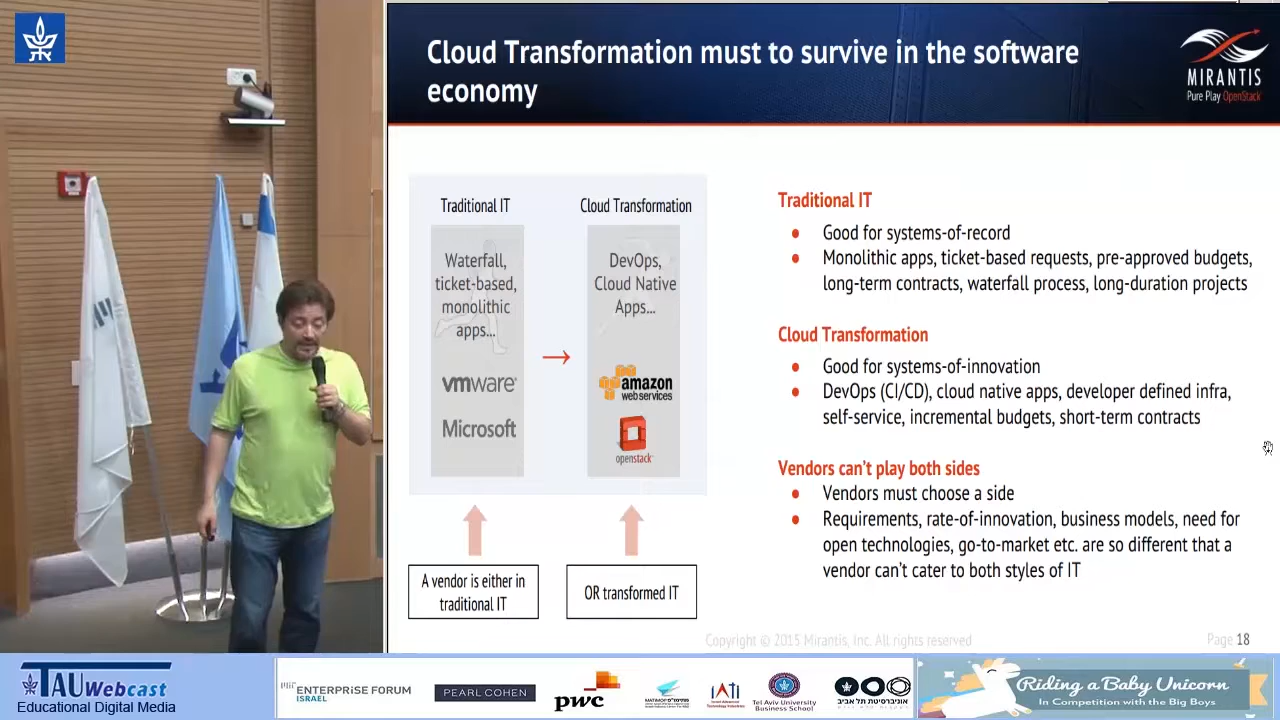 Cloud Transformation must to survive in the software
economy
MIRANTIS
Pure Play OpenStack
Traditional IT
Waterfall,
ticket-based,
monolithic
apps...
vmware
Microsoft
Cloud Transformation
DevOps,
Cloud Native
Apps...
amazon
webservices
openstack
A vendor is either in
traditional IT
OR transformed IT
Traditional IT
● Good for systems-of-record
● Monolithic apps, ticket-based requests, pre-approved budgets,
long-term contracts, waterfall process, long-duration projects
Cloud Transformation
● Good for systems-of-innovation
● DevOps (CI/CD), cloud native apps, developer defined infra,
self-service, incremental budgets, short-term contracts
Vendors can't play both sides
● Vendors must choose a side
● Requirements, rate-of-innovation, business models, need for
open technologies, go-to-market etc. are so different that a
vendor can't cater to both styles of IT
Copyright © 2015 Mirantis, Inc. All rights reserved
Page 18
TAU Webcast
Educational Digital Media
MIT
ENTERPRISE FORUM
ISRAEL
PEARL COHEN
pwc
IATI
Tel Aviv University
Business School
אוניברסיטת תל אביב
Riding a Baby Unicorn
In Competition with the Big Boys